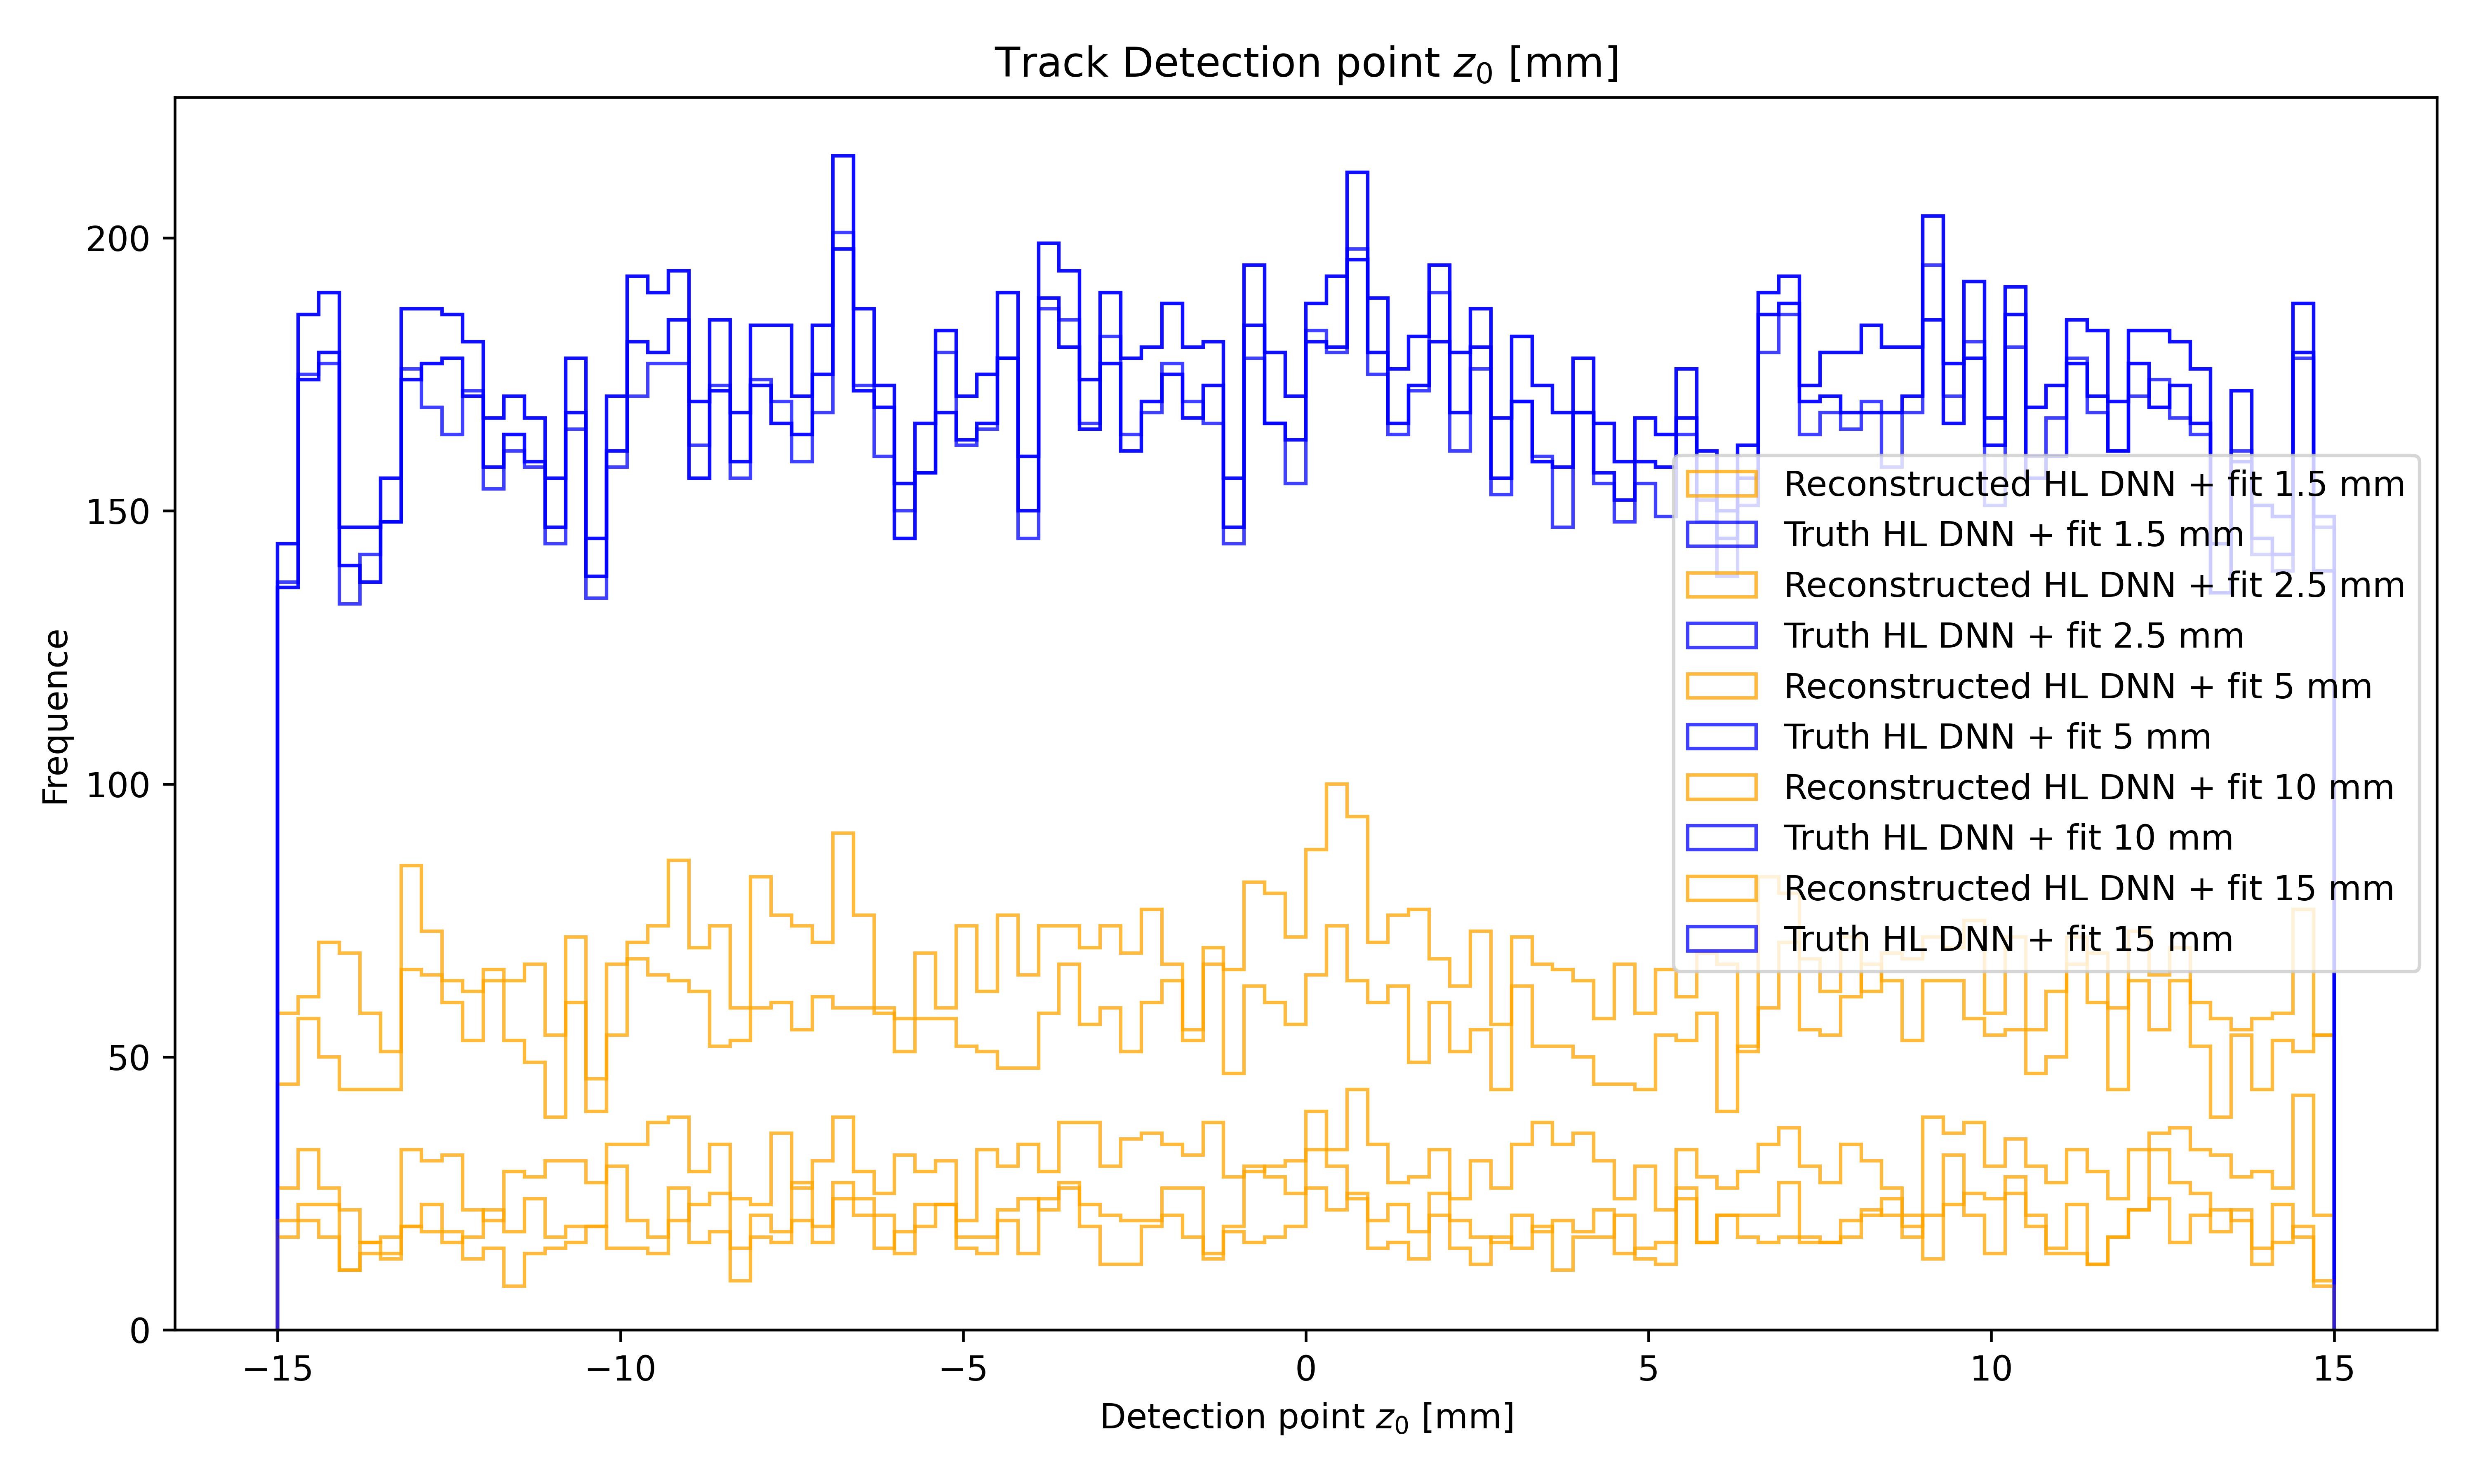 Track Detection point z₀ [mm]
Frequence
200
150
100
50
0
Reconstructed HL DNN + fit 1.5 mm
Truth HL DNN + fit 1.5 mm
Reconstructed HL DNN + fit 2.5 mm
Truth HL DNN + fit 2.5 mm
Reconstructed HL DNN + fit 5 mm
Truth HL DNN + fit 5 mm
Reconstructed HL DNN + fit 10 mm
Truth HL DNN + fit 10 mm
Reconstructed HL DNN + fit 15 mm
Truth HL DNN + fit 15 mm
−15 −10 −5 0 5 10 15
Detection point z₀ [mm]